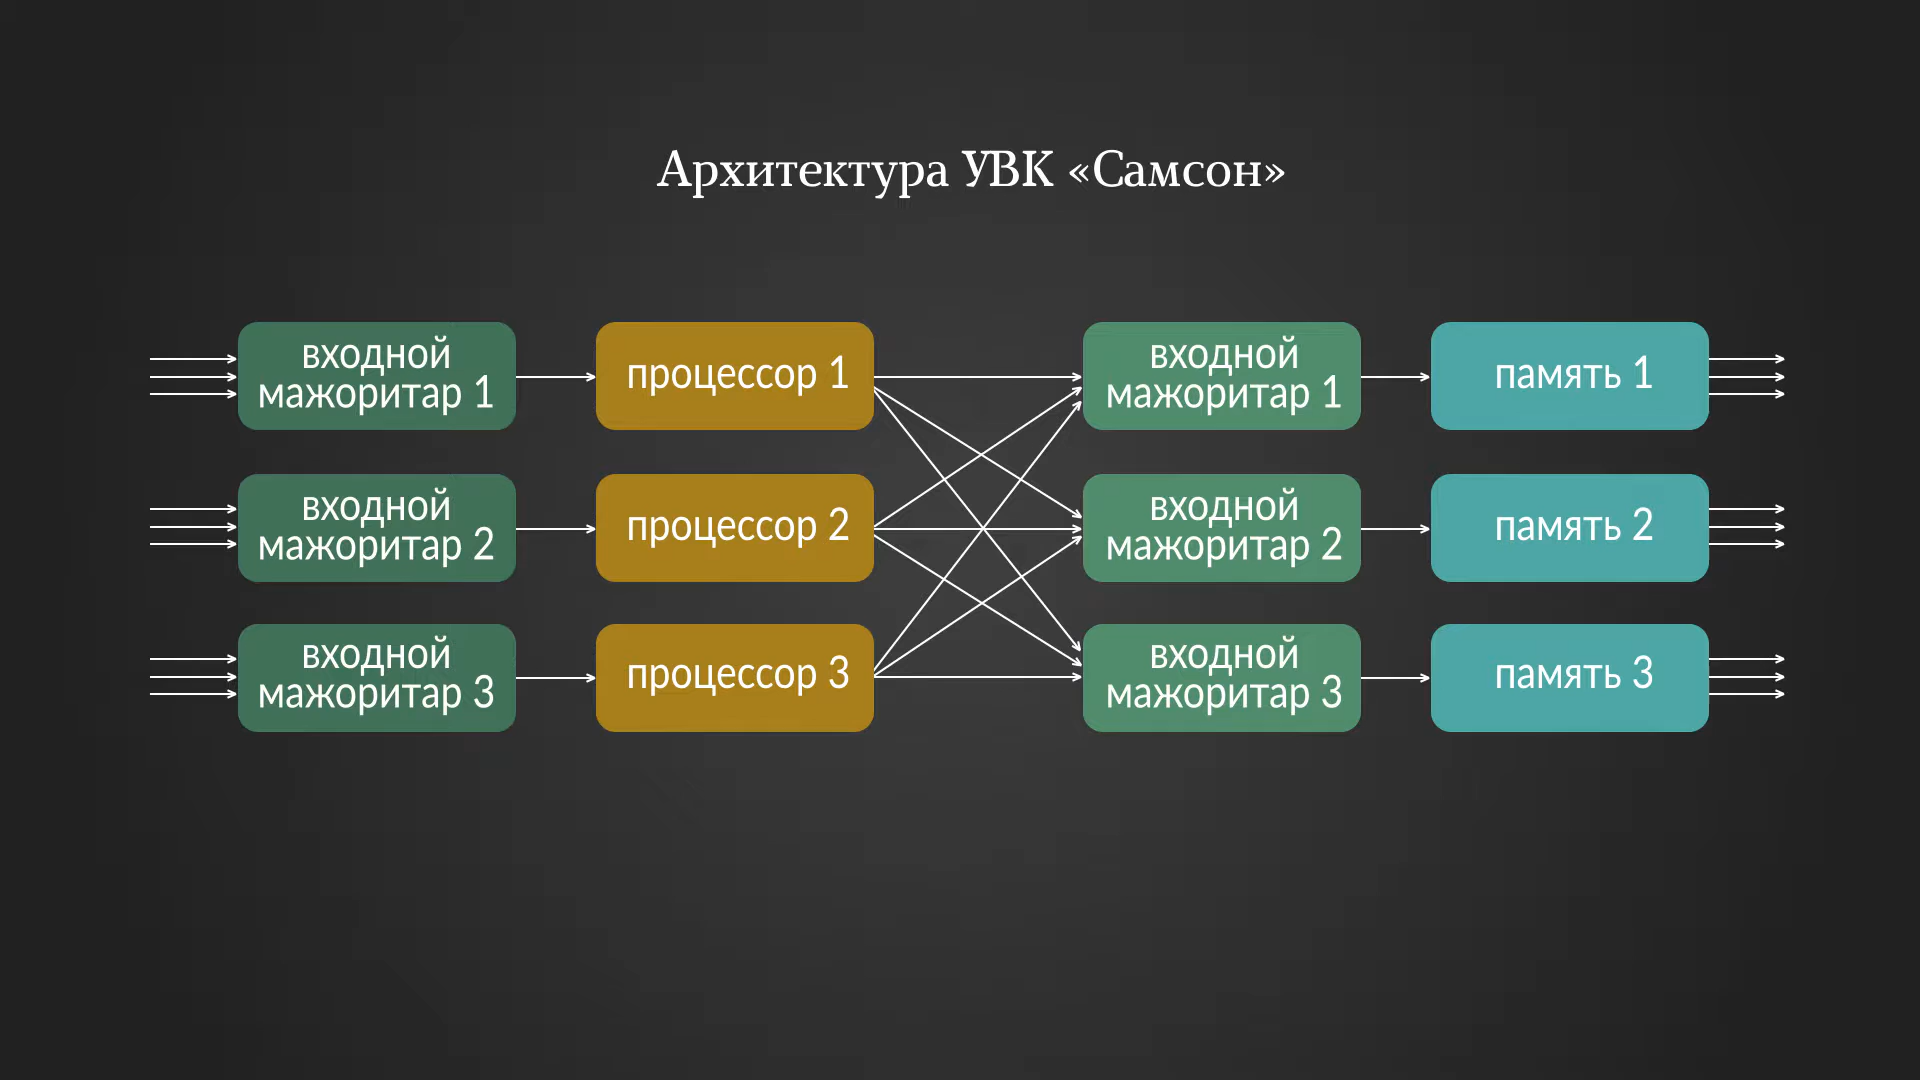 Архитектура УВК «Самсон»
входной
мажоритар 1
процессор 1
входной
мажоритар 1
память 1
входной
мажоритар 2
процессор 2
входной
мажоритар 2
память 2
входной
мажоритар 3
процессор 3
входной
мажоритар 3
память 3